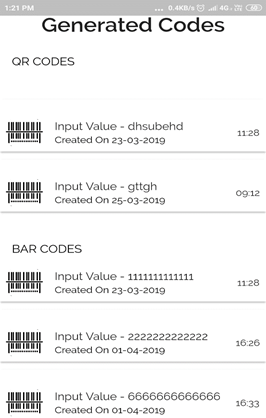 1:21 PM ... 0.4KB/s 4G
Generated Codes
QR CODES
Input Value - dhsubehd
Created On 23-03-2019
11:28
Input Value - gttgh
Created On 25-03-2019
09:12
BAR CODES
Input Value - 111111111111
Created On 23-03-2019
11:28
Input Value - 2222222222222
Created On 01-04-2019
16:26
Input Value - 6666666666666
Created On 01-04-2019
16:33